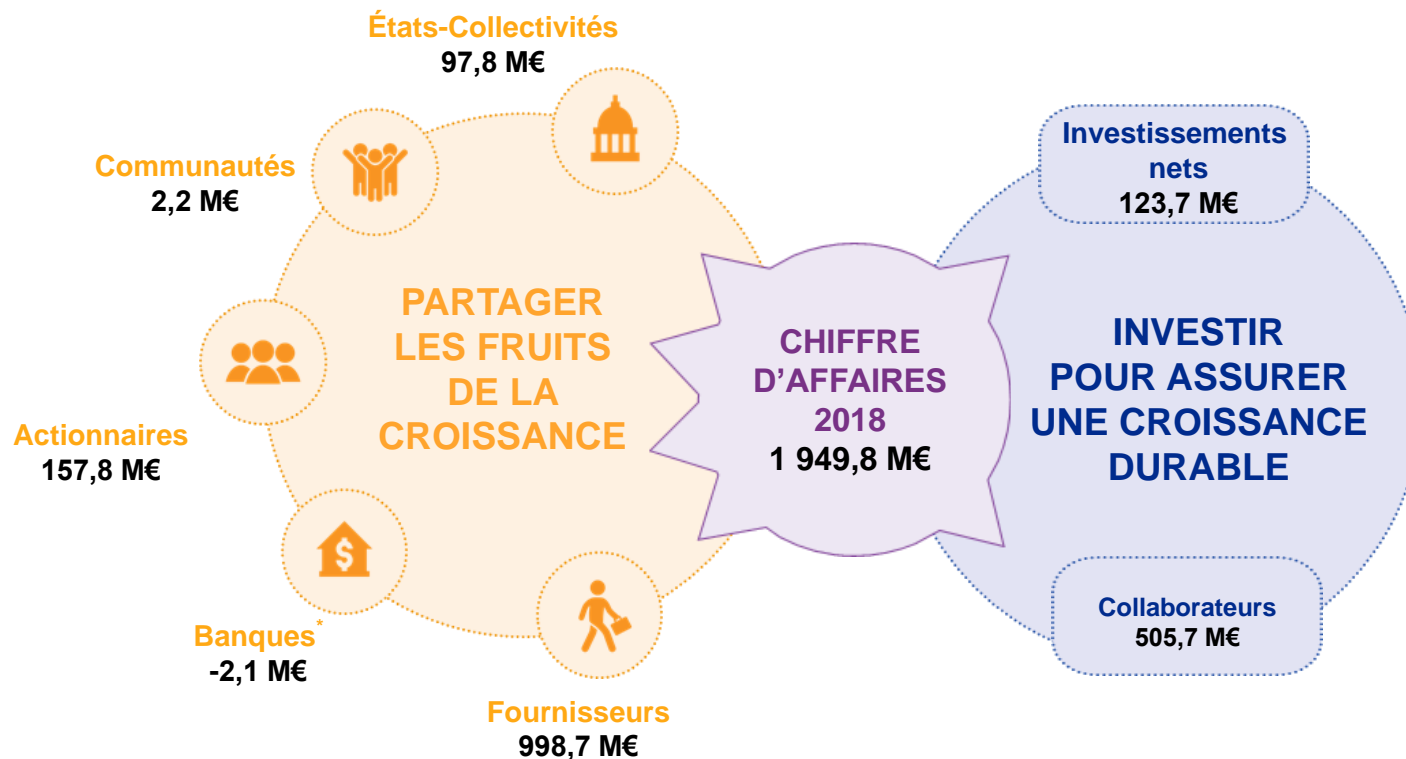 États-Collectivités
97,8 M€
Communautés
2,2 M€
Actionnaires
157,8 M€
Banques*
-2,1 M€
Fournisseurs
998,7 M€
PARTAGER
LES FRUITS
DE LA
CROISSANCE
CHIFFRE
D’AFFAIRES
2018
1 949,8 M€
Investissements
nets
123,7 M€
INVESTIR
POUR ASSURER
UNE CROISSANCE
DURABLE
Collaborateurs
505,7 M€
$